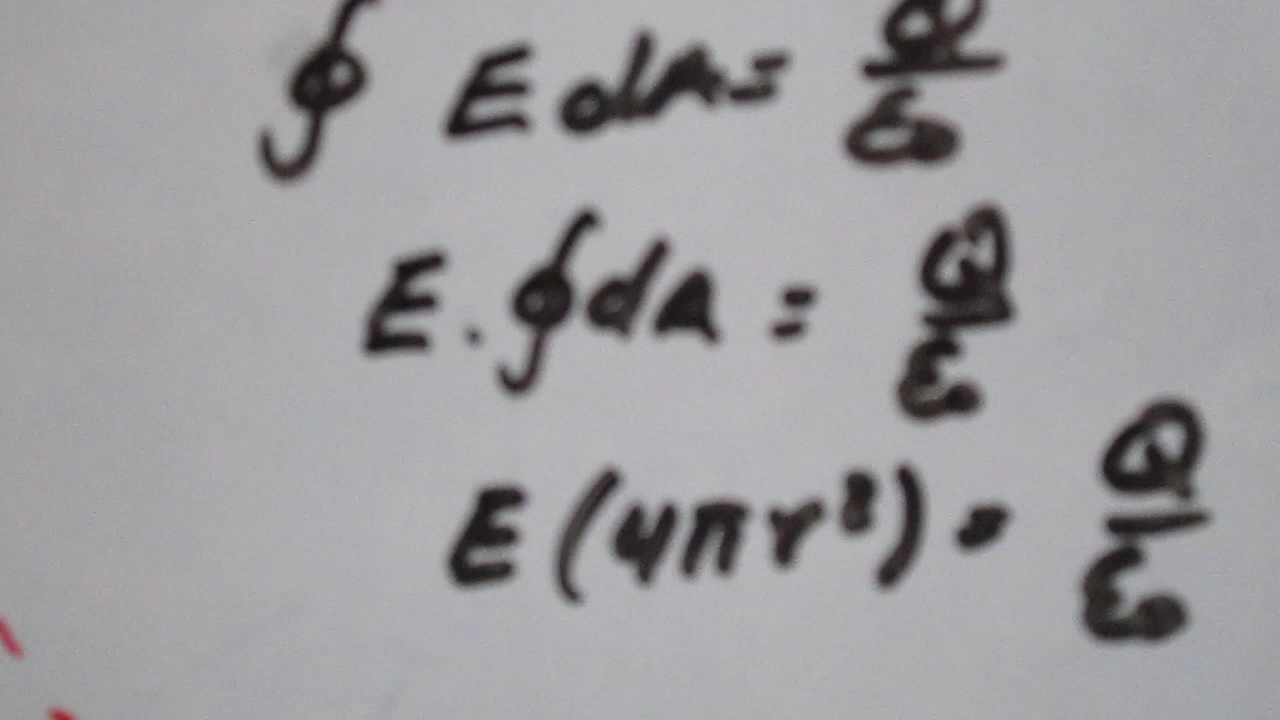 ∮ E dA = Q/ε₀
E . ∮ dA = Q/ε₀
E (4πr²) = Q/ε₀